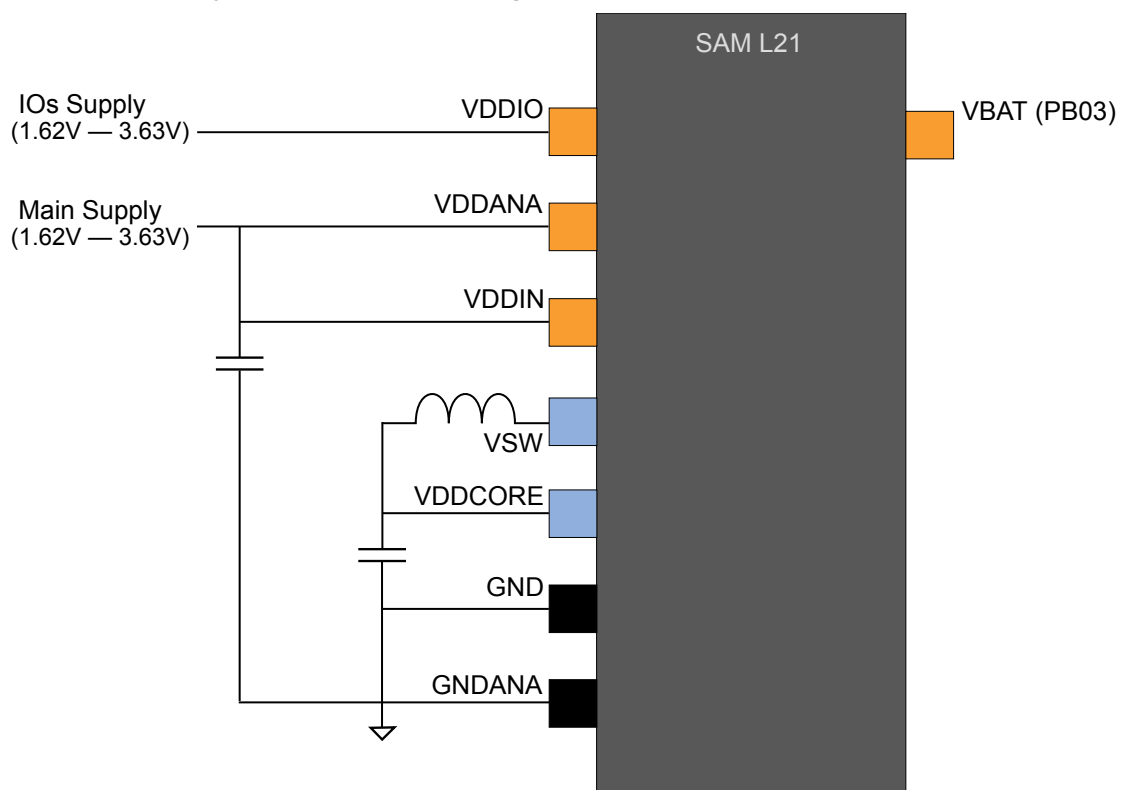 SAM L21
IOs Supply
(1.62V — 3.63V)
VDDIO
VBAT (PB03)
Main Supply
(1.62V — 3.63V)
VDDANA
VDDIN
VSW
VDDCORE
GND
GNDANA